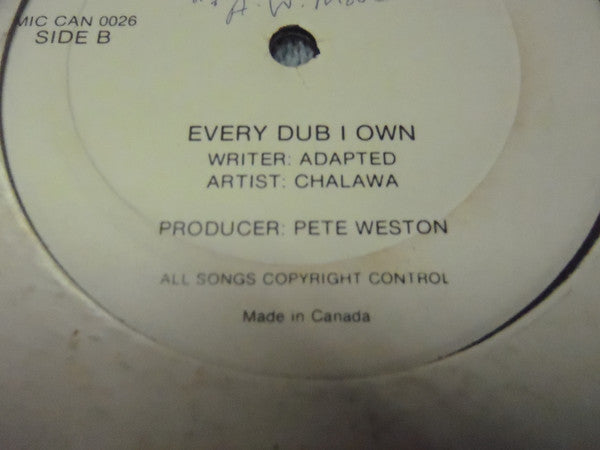 MIC CAN 0026
SIDE B
EVERY DUB I OWN
WRITER: ADAPTED
ARTIST: CHALAWA
PRODUCER: PETE WESTON
ALL SONGS COPYRIGHT CONTROL
Made in Canada